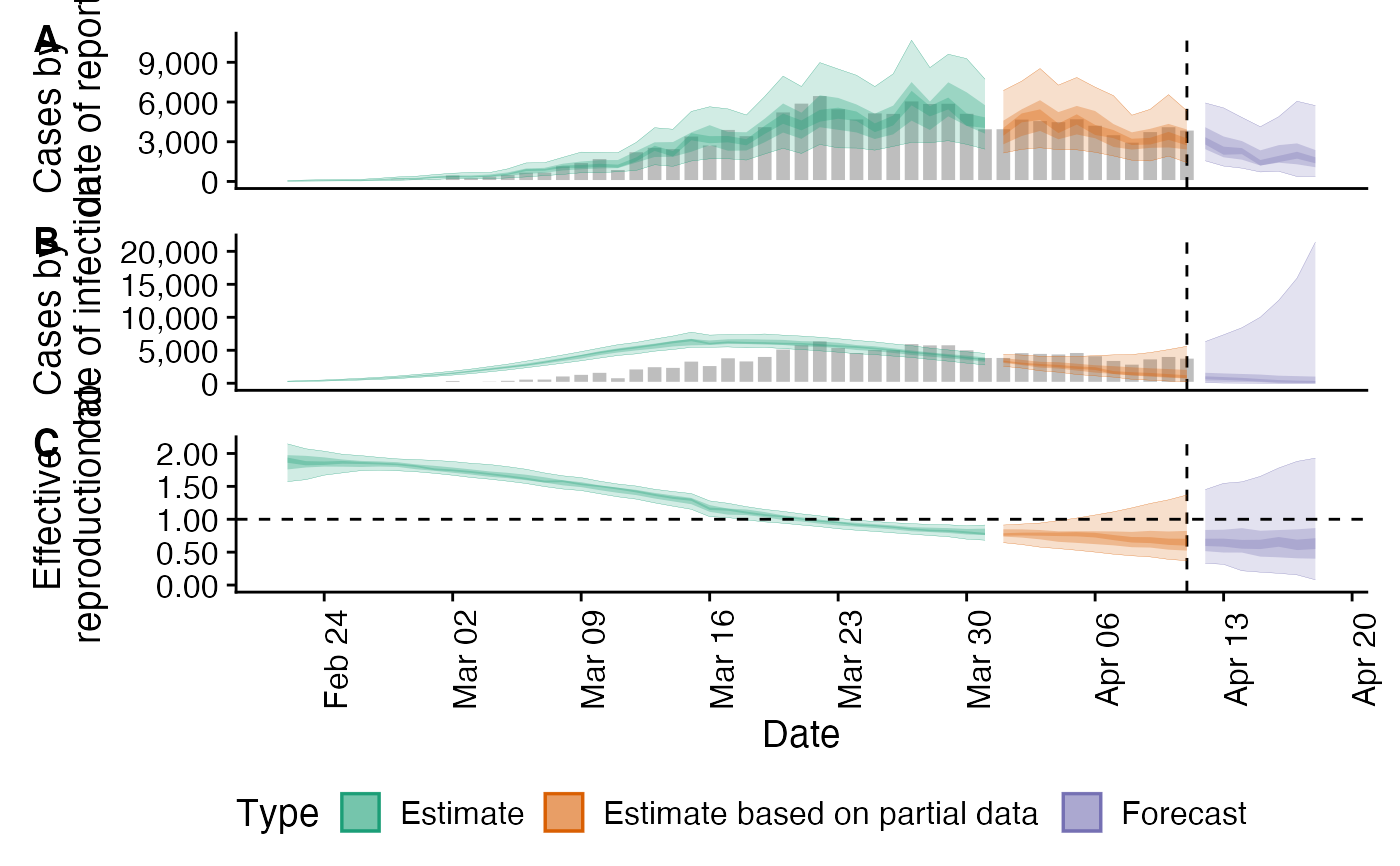 A
Cases by
date of report
9,000
6,000
3,000
0
B
Cases by
date of infection
20,000
15,000
10,000
5,000
0
C
Effective
reproduction no.
2.00
1.50
1.00
0.50
0.00
Feb 24
Mar 02
Mar 09
Mar 16
Mar 23
Mar 30
Apr 06
Apr 13
Apr 20
Date
Type
Estimate
Estimate based on partial data
Forecast